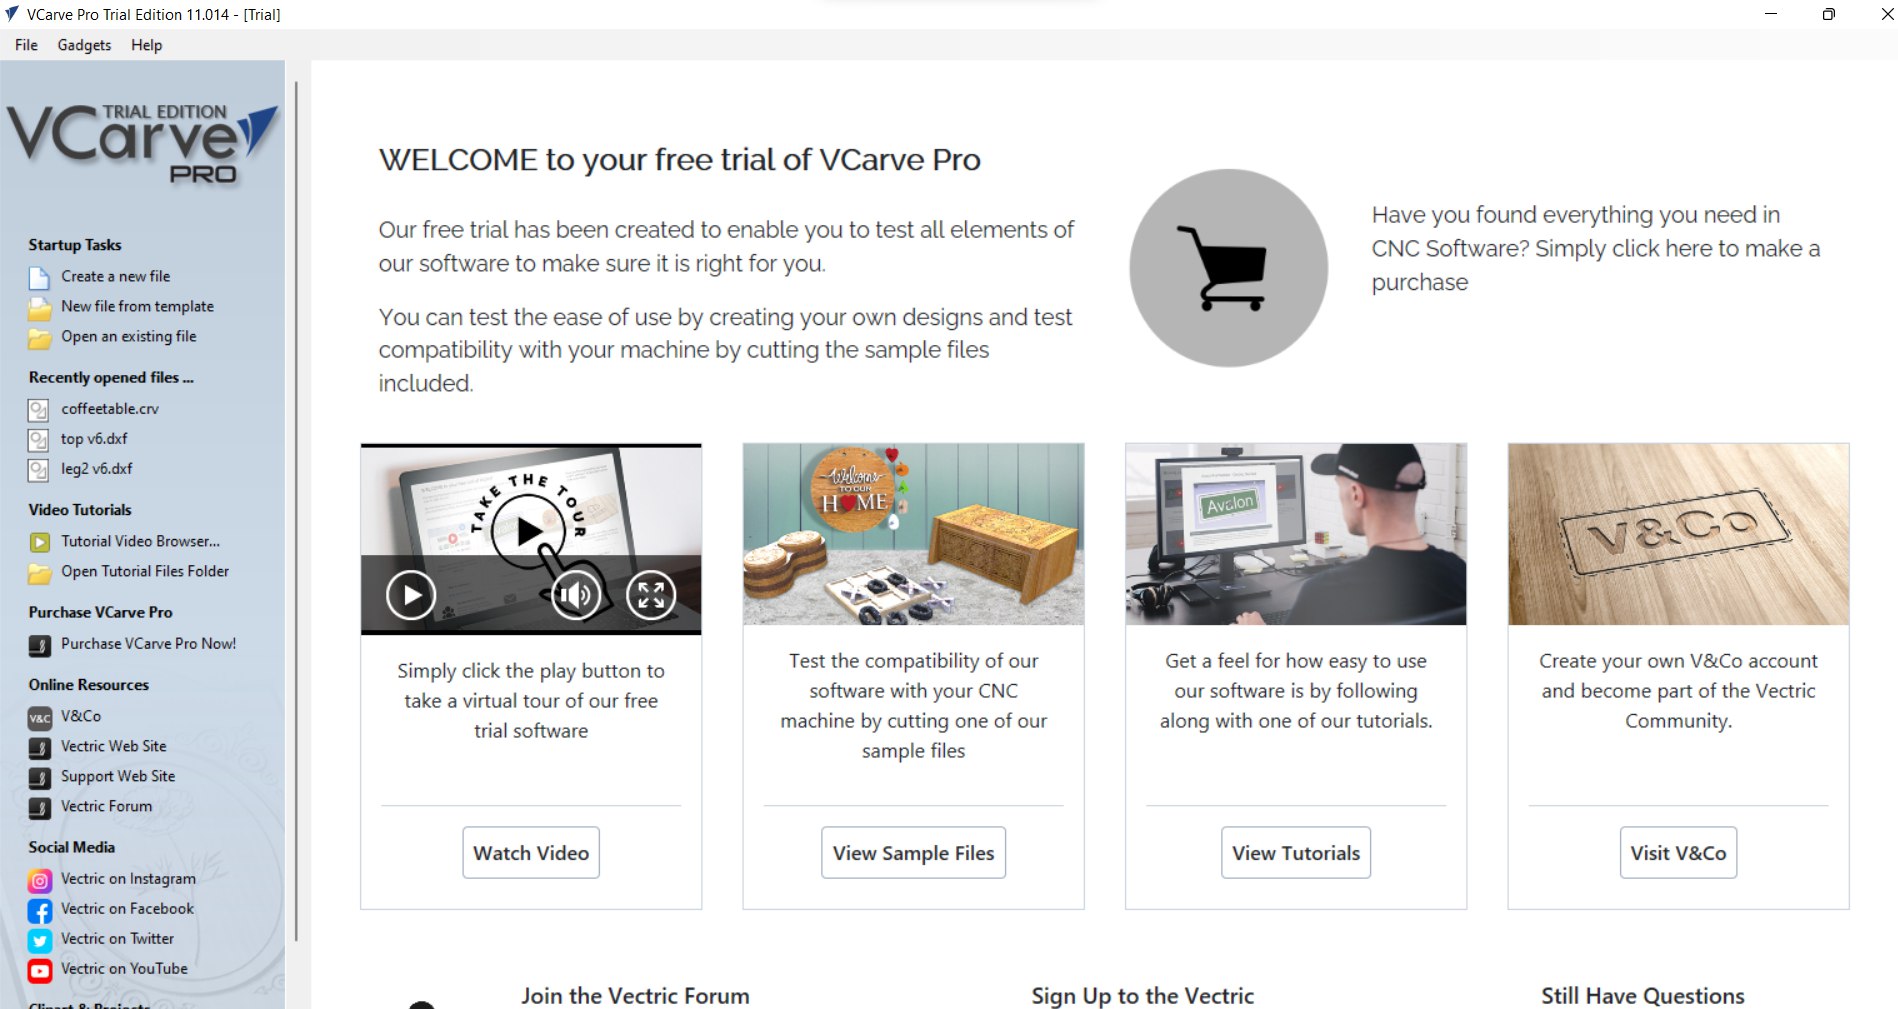 VCarve Pro Trial Edition 11.014 - [Trial]
File Gadgets Help
TRIAL EDITION
VCarve
PRO
Startup Tasks
Create a new file
New file from template
Open an existing file
Recently opened files ...
coffeetable.crv
top v6.dxf
leg2 v6.dxf
Video Tutorials
Tutorial Video Browser...
Open Tutorial Files Folder
Purchase VCarve Pro
Purchase VCarve Pro Now!
Online Resources
V&C
V&Co
Vectric Web Site
Support Web Site
Vectric Forum
Social Media
Vectric on Instagram
Vectric on Facebook
Vectric on Twitter
Vectric on YouTube
WELCOME to your free trial of VCarve Pro
Our free trial has been created to enable you to test all elements of
our software to make sure it is right for you.
You can test the ease of use by creating your own designs and test
compatibility with your machine by cutting the sample files
included.
Have you found everything you need in
CNC Software? Simply click here to make a
purchase
TAKE THE TOUR
Simply click the play button to
take a virtual tour of our free
trial software
Watch Video
Welcome
TO OUR
HOME
Test the compatibility of our
software with your CNC
machine by cutting one of our
sample files
View Sample Files
Avalon
Get a feel for how easy to use
our software is by following
along with one of our tutorials.
View Tutorials
V&Co
Create your own V&Co account
and become part of the Vectric
Community.
Visit V&Co
Join the Vectric Forum
Sign Up to the Vectric
Still Have Questions